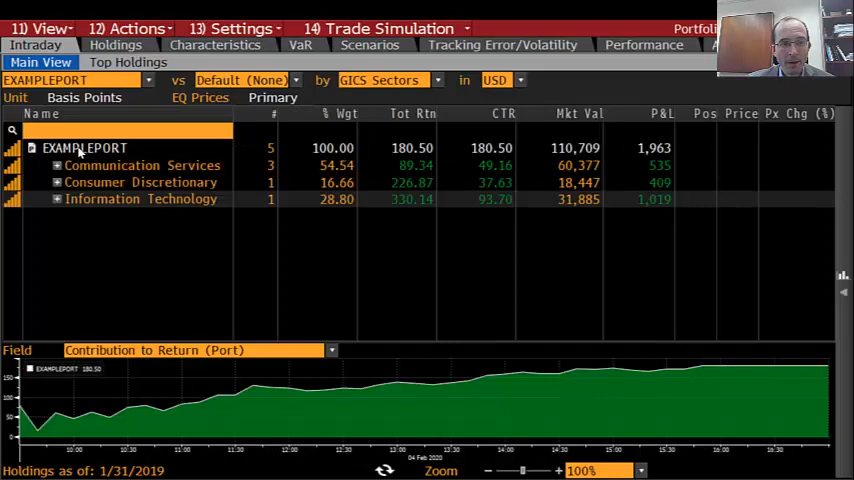 11) View 12) Actions 13) Settings 14) Trade Simulation Portfoli
Intraday Holdings Characteristics VaR Scenarios Tracking Error/Volatility Performance
Main View Top Holdings
EXAMPLEPORT vs Default (None) by GICS Sectors in USD
Unit Basis Points EQ Prices Primary
Name # % Wgt Tot Rtn CTR Mkt Val P&L Pos Price Px Chg (%)
EXAMPLEPORT 5 100.00 180.50 180.50 110,709 1,963
Communication Services 3 54.54 89.34 49.16 60,377 535
Consumer Discretionary 1 16.66 226.87 37.63 18,447 409
Information Technology 1 28.80 330.14 93.70 31,885 1,019
Field Contribution to Return (Port)
EXAMPLEPORT 180.50
150
100
50
0
10:00 10:30 11:00 11:30 12:00 12:30 13:00 13:30 14:00 14:30 15:00 15:30 16:00 16:30
04 Feb 2020
Holdings as of: 1/31/2019 Zoom 100%